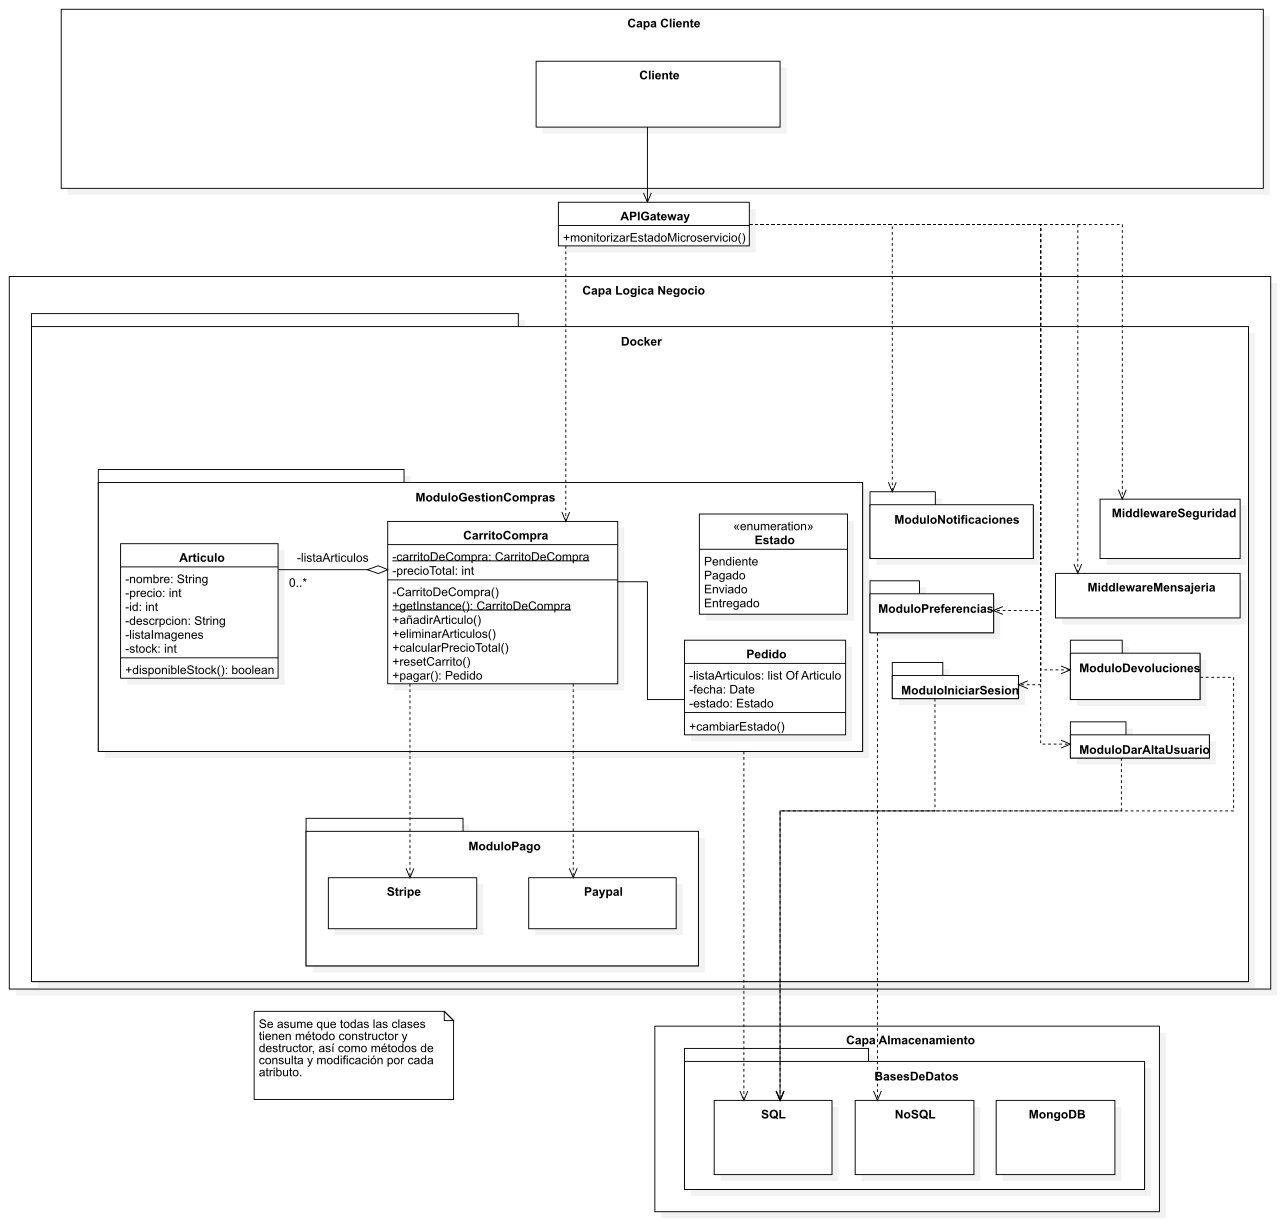 Capa Cliente
Cliente
APIGateway
+monitorizarEstadoMicroservicio()
Capa Logica Negocio
Docker
ModuloGestionCompras
Articulo
-nombre: String
-precio: int
-id: int
-descrpcion: String
-listaImagenes
-stock: int
+disponibleStock(): boolean
-listaArticulos
0..*
CarritoCompra
-carritoDeCompra: CarritoDeCompra
-precioTotal: int
-CarritoDeCompra()
+getInstance(): CarritoDeCompra
+añadirArticulo()
+eliminarArticulos()
+calcularPrecioTotal()
+resetCarrito()
+pagar(): Pedido
«enumeration»
Estado
Pendiente
Pagado
Enviado
Entregado
Pedido
-listaArticulos: list Of Articulo
-fecha: Date
-estado: Estado
+cambiarEstado()
ModuloNotificaciones
MiddlewareSeguridad
MiddlewareMensajeria
ModuloPreferencias
ModuloDevoluciones
ModuloIniciarSesion
ModuloDarAltaUsuario
ModuloPago
Stripe
Paypal
Se asume que todas las clases
tienen método constructor y
destructor, así como métodos de
consulta y modificación por cada
atributo.
Capa Almacenamiento
BasesDeDatos
SQL
NoSQL
MongoDB